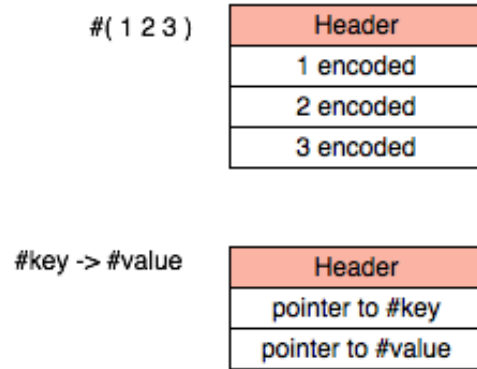 #( 1 2 3 )
Header
1 encoded
2 encoded
3 encoded
#key -> #value
Header
pointer to #key
pointer to #value